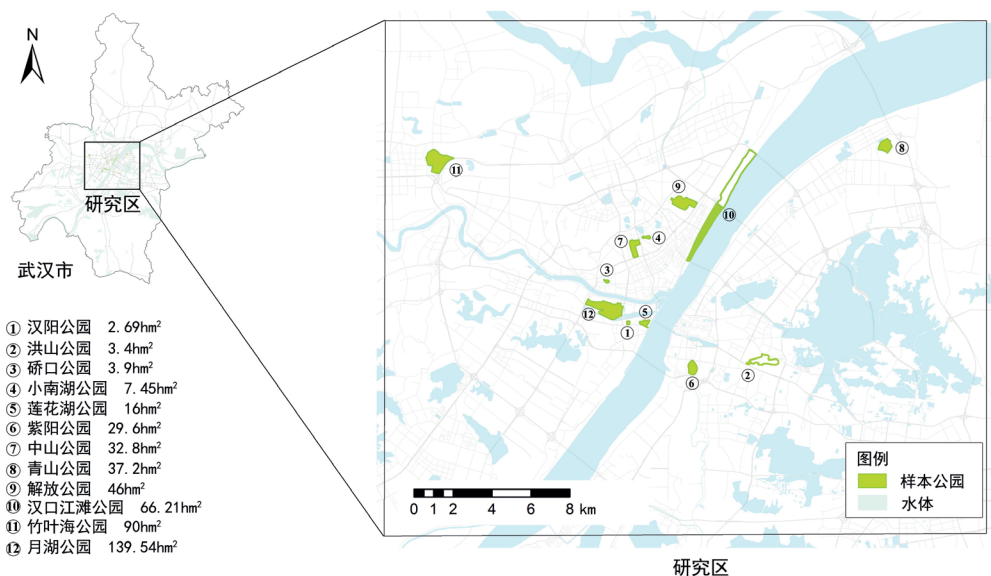 N
研究区
武汉市
① 汉阳公园 2.69hm²
② 洪山公园 3.4hm²
③ 硚口公园 3.9hm²
④ 小南湖公园 7.45hm²
⑤ 莲花湖公园 16hm²
⑥ 紫阳公园 29.6hm²
⑦ 中山公园 32.8hm²
⑧ 青山公园 37.2hm²
⑨ 解放公园 46hm²
⑩ 汉口江滩公园 66.21hm²
⑪ 竹叶海公园 90hm²
⑫ 月湖公园 139.54hm²
⑧
⑪
⑨
⑩
④
⑦
③
⑫
⑤
①
②
⑥
图例
样本公园
水体
0 1 2 4 6 8 km
研究区